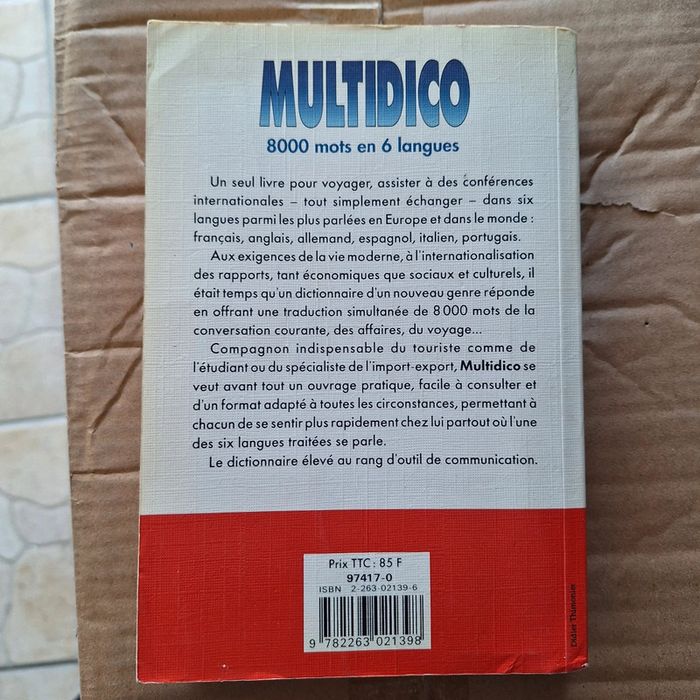 MULTIDICO
8000 mots en 6 langues
Un seul livre pour voyager, assister à des conférences
internationales – tout simplement échanger – dans six
langues parmi les plus parlées en Europe et dans le monde :
français, anglais, allemand, espagnol, italien, portugais.
Aux exigences de la vie moderne, à l'internationalisation
des rapports, tant économiques que sociaux et culturels, il
était temps qu'un dictionnaire d'un nouveau genre réponde
en offrant une traduction simultanée de 8 000 mots de la
conversation courante, des affaires, du voyage...
Compagnon indispensable du touriste comme de
l'étudiant ou du spécialiste de l'import-export, Multidico se
veut avant tout un ouvrage pratique, facile à consulter et
d'un format adapté à toutes les circonstances, permettant à
chacun de se sentir plus rapidement chez lui partout où l'une
des six langues traitées se parle.
Le dictionnaire élevé au rang d'outil de communication.
Prix TTC : 85 F
97417-0
ISBN 2-263-02139-6
9 782263 021398
Didier Thimonier